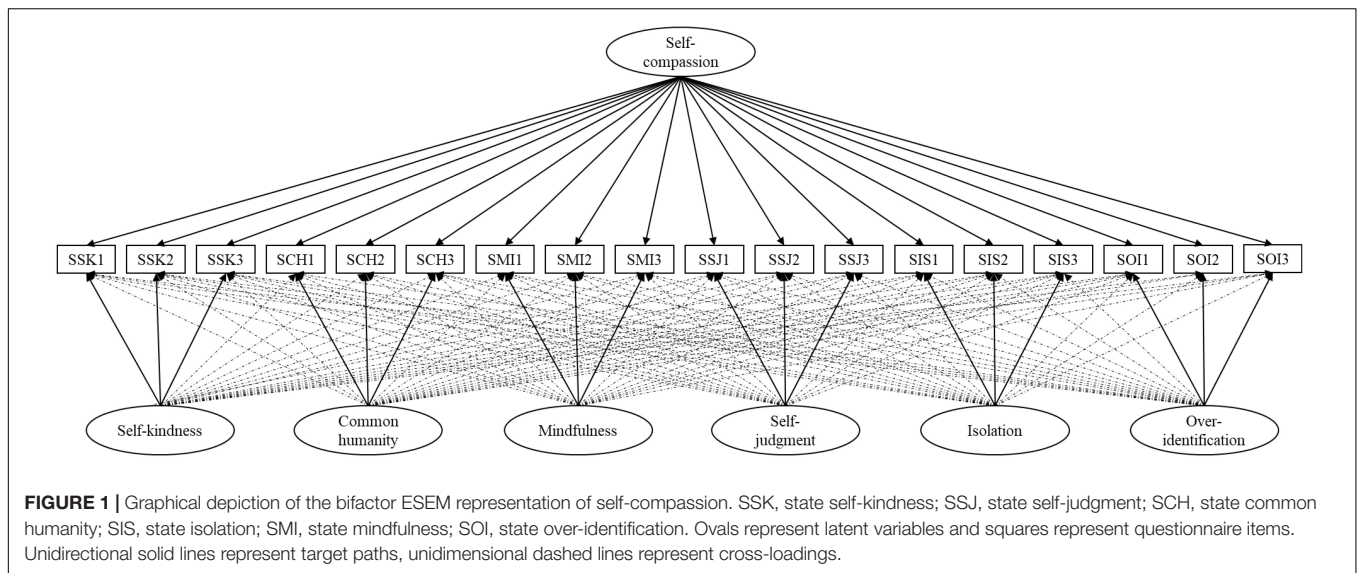 Self-
compassion
SSK1 SSK2 SSK3 SCH1 SCH2 SCH3 SMI1 SMI2 SMI3 SSJ1 SSJ2 SSJ3 SIS1 SIS2 SIS3 SOI1 SOI2 SOI3
Self-kindness
Common
humanity
Mindfulness
Self-
judgment
Isolation
Over-
identification
FIGURE 1 | Graphical depiction of the bifactor ESEM representation of self-compassion. SSK, state self-kindness; SSJ, state self-judgment; SCH, state common
humanity; SIS, state isolation; SMI, state mindfulness; SOI, state over-identification. Ovals represent latent variables and squares represent questionnaire items.
Unidirectional solid lines represent target paths, unidimensional dashed lines represent cross-loadings.